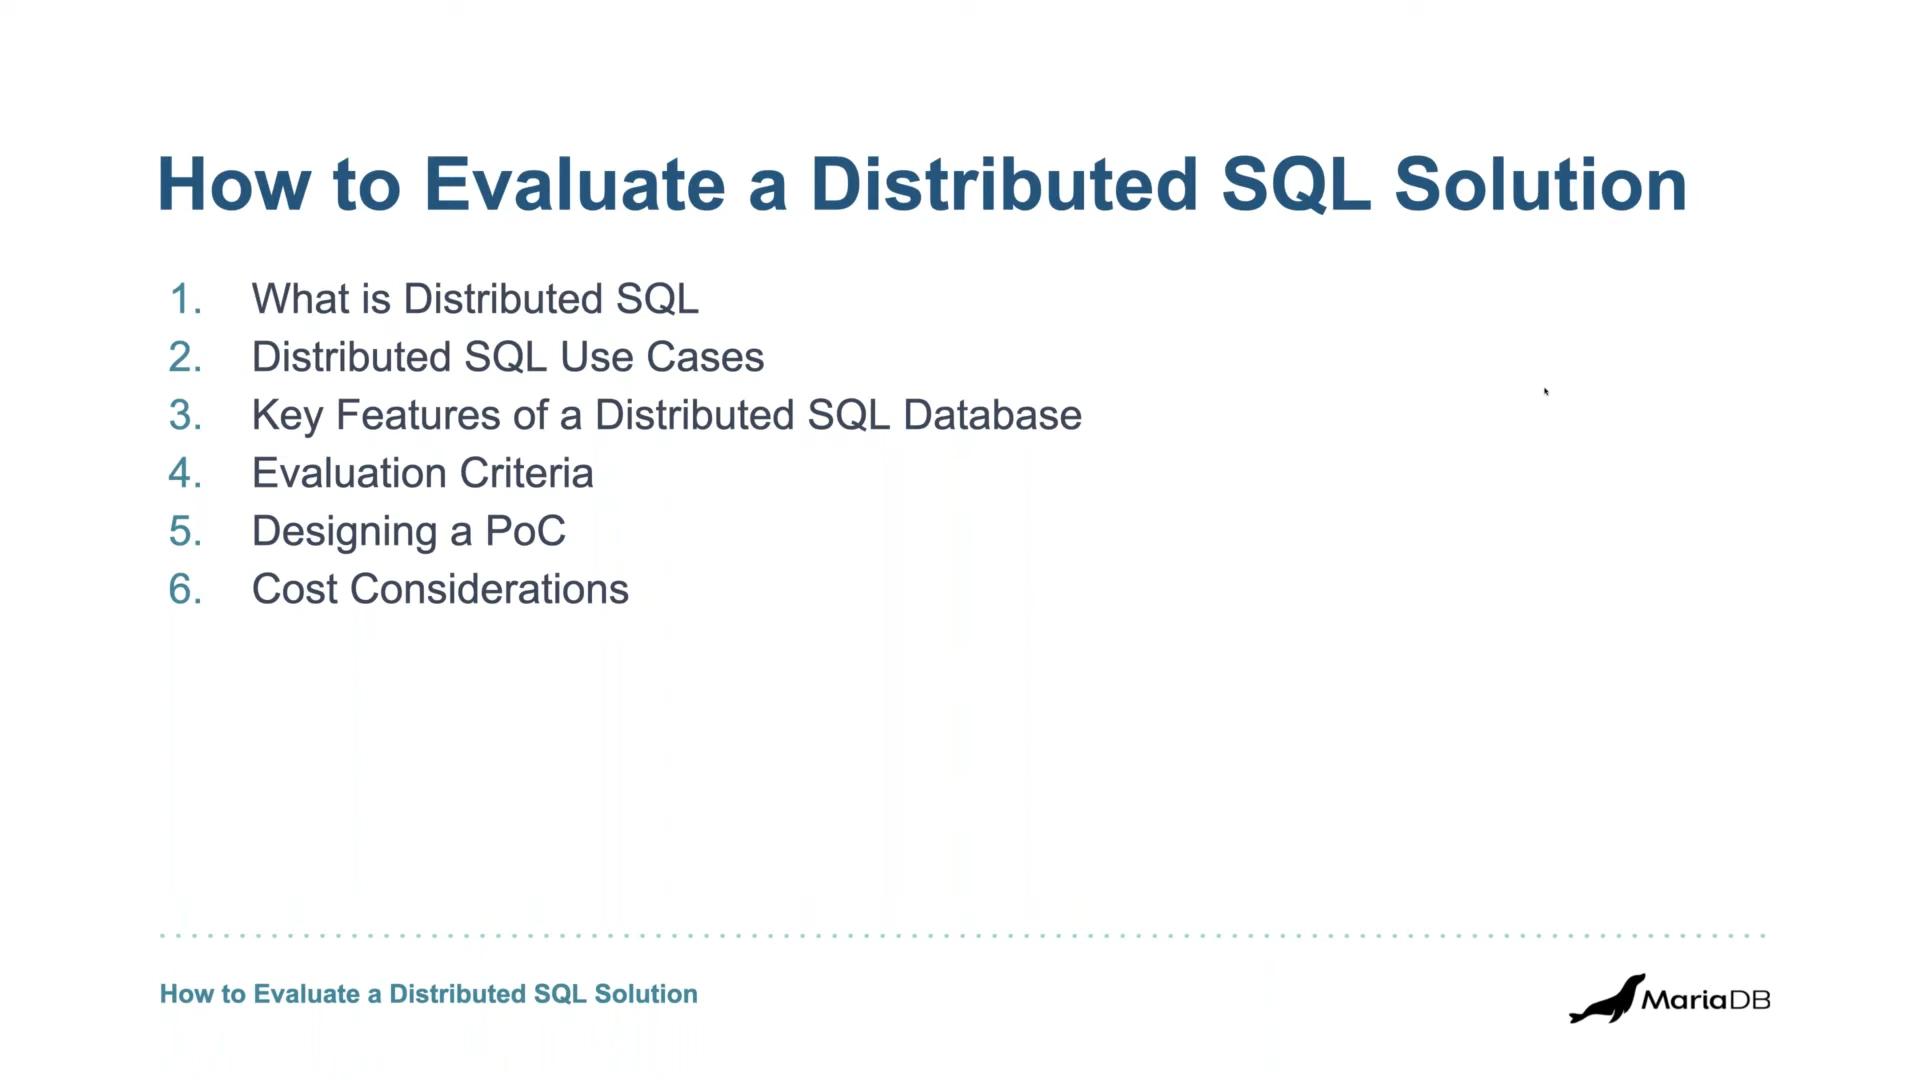 How to Evaluate a Distributed SQL Solution
1. What is Distributed SQL
2. Distributed SQL Use Cases
3. Key Features of a Distributed SQL Database
4. Evaluation Criteria
5. Designing a PoC
6. Cost Considerations
How to Evaluate a Distributed SQL Solution
MariaDB